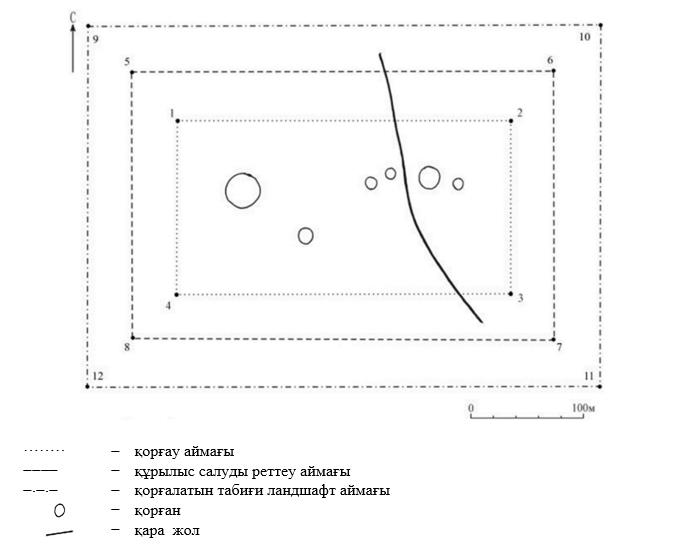 С
9
10
5
6
1
2
4
3
8
7
12
11
0 100м
– қорғау аймағы
– құрылыс салуды реттеу аймағы
– қорғалатын табиғи ландшафт аймағы
– қорған
– қара жол